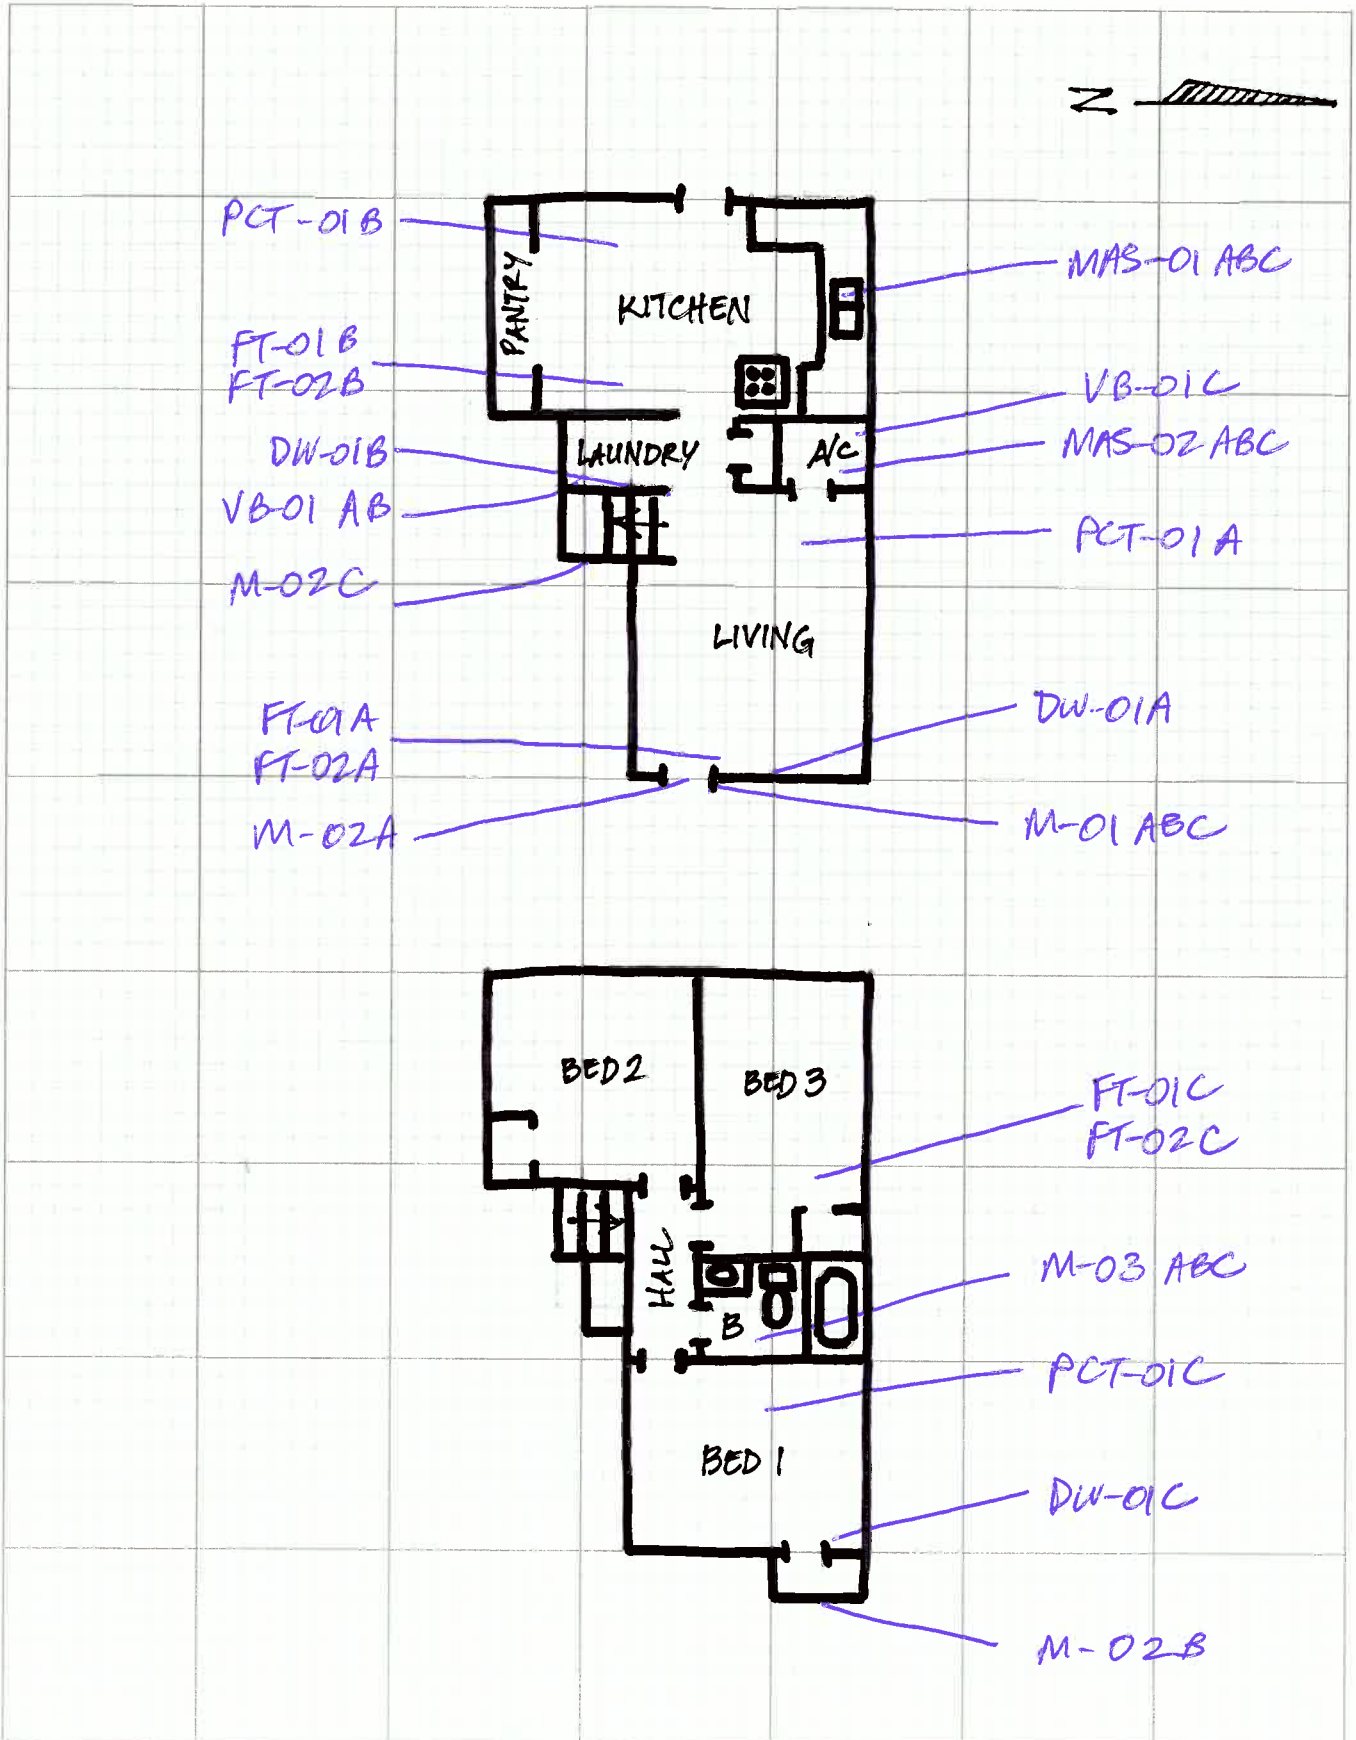 N
PCT-01B
MAS-01 ABC
PANTRY
KITCHEN
FT-01B
FT-02B
VB-01C
DW-01B
LAUNDRY
A/C
MAS-02 ABC
VB-01 AB
PCT-01A
M-02C
LIVING
FT-01A
FT-02A
DW-01A
M-02A
M-01 ABC
BED 2
BED 3
FT-01C
FT-02C
HALL
M-03 ABC
B
PCT-01C
BED 1
DW-01C
M-02B